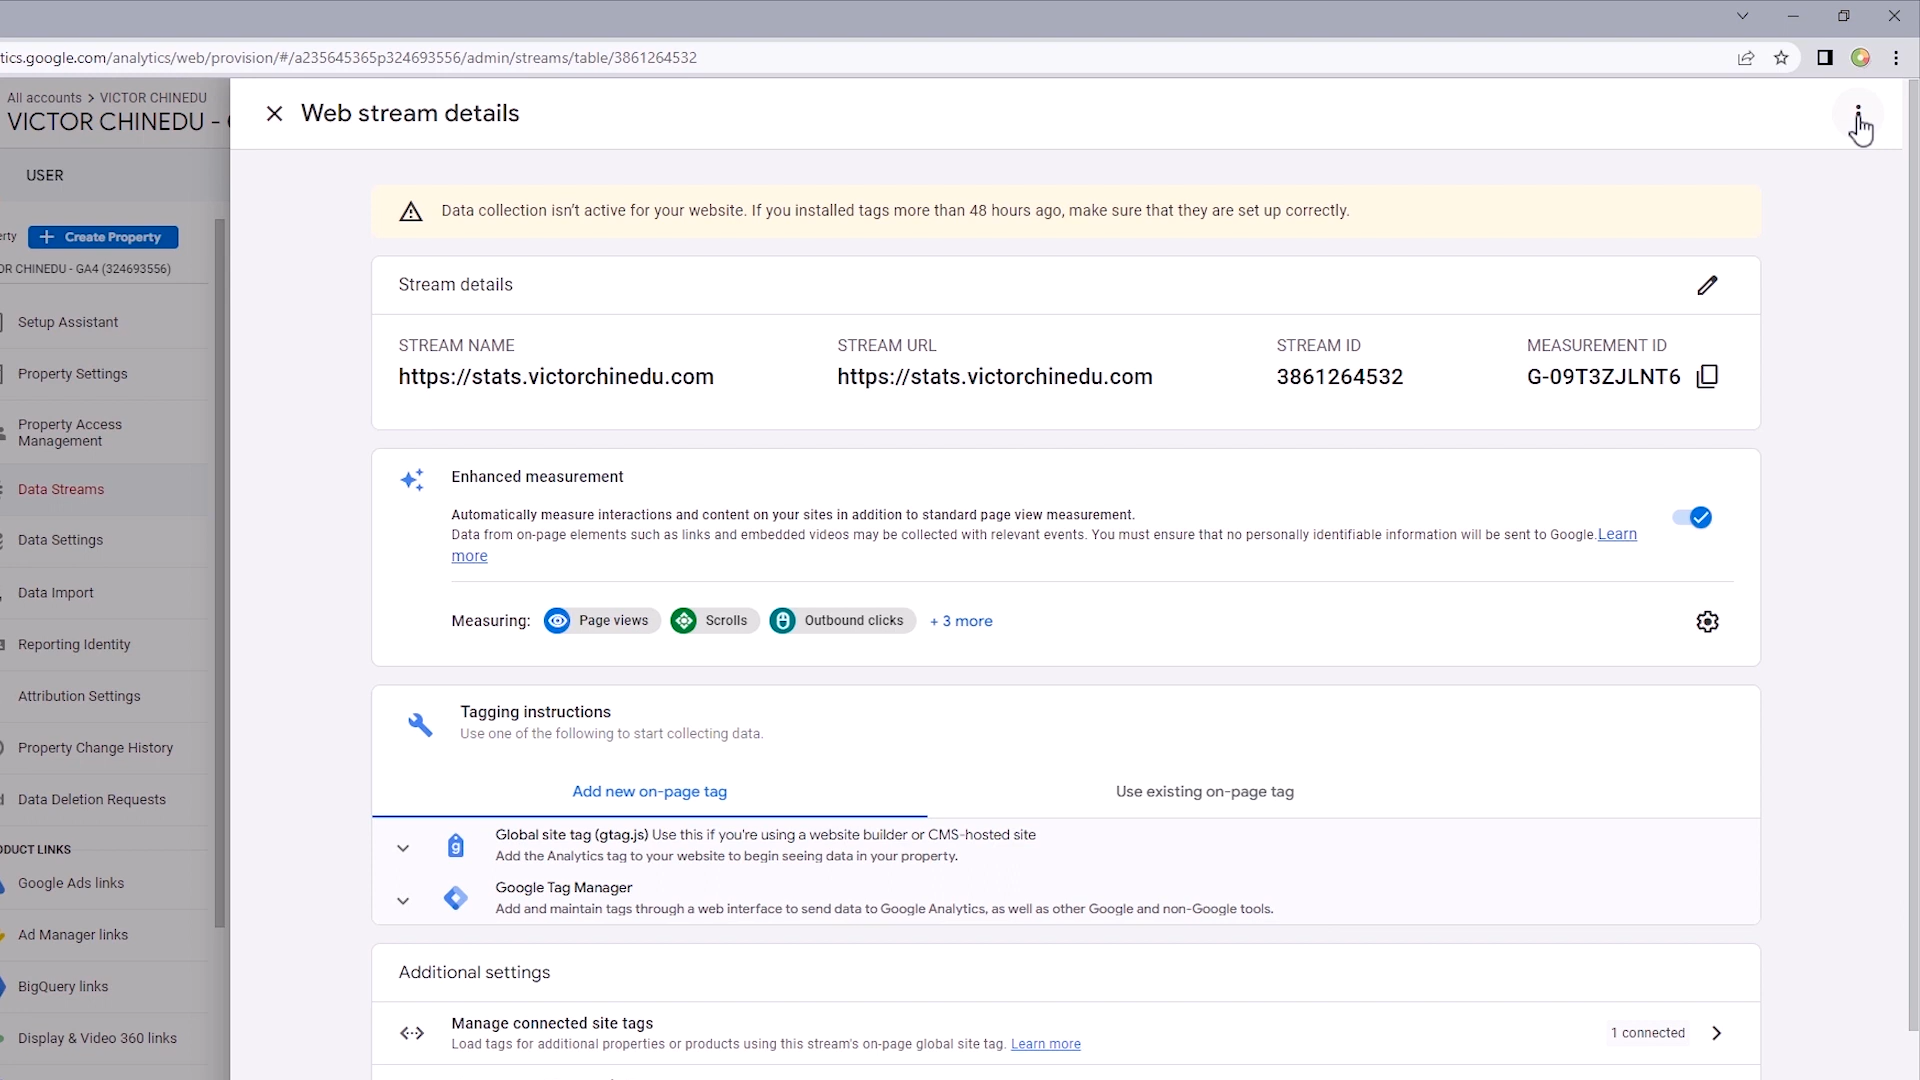 tics.google.com/analytics/web/provision/#/a235645365p324693556/admin/streams/table/3861264532
All accounts > VICTOR CHINEDU
VICTOR CHINEDU -
USER
erty
+ Create Property
OR CHINEDU - GA4 (324693556)
Setup Assistant
Property Settings
Property Access
Management
Data Streams
Data Settings
Data Import
Reporting Identity
Attribution Settings
Property Change History
Data Deletion Requests
DUCT LINKS
Google Ads links
Ad Manager links
BigQuery links
Display & Video 360 links
Web stream details
Data collection isn't active for your website. If you installed tags more than 48 hours ago, make sure that they are set up correctly.
Stream details
STREAM NAME
https://stats.victorchinedu.com
STREAM URL
https://stats.victorchinedu.com
STREAM ID
3861264532
MEASUREMENT ID
G-09T3ZJLNT6
Enhanced measurement
Automatically measure interactions and content on your sites in addition to standard page view measurement.
Data from on-page elements such as links and embedded videos may be collected with relevant events. You must ensure that no personally identifiable information will be sent to Google. Learn
more
Measuring: Page views Scrolls Outbound clicks + 3 more
Tagging instructions
Use one of the following to start collecting data.
Add new on-page tag
Use existing on-page tag
Global site tag (gtag.js) Use this if you're using a website builder or CMS-hosted site
Add the Analytics tag to your website to begin seeing data in your property.
Google Tag Manager
Add and maintain tags through a web interface to send data to Google Analytics, as well as other Google and non-Google tools.
Additional settings
Manage connected site tags
Load tags for additional properties or products using this stream's on-page global site tag. Learn more
1 connected